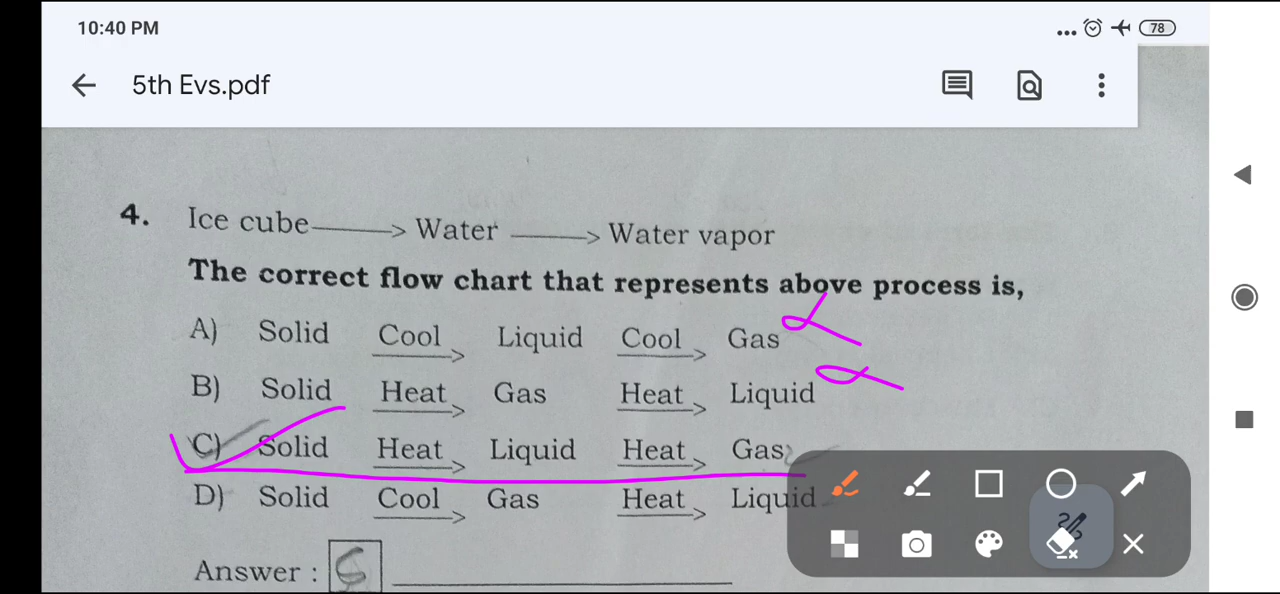 10:40 PM
78
5th Evs.pdf
4. Ice cube → Water → Water vapor
The correct flow chart that represents above process is,
A) Solid Cool → Liquid Cool → Gas
B) Solid Heat → Gas Heat → Liquid
C) Solid Heat → Liquid Heat → Gas
D) Solid Cool → Gas Heat → Liquid
Answer : C